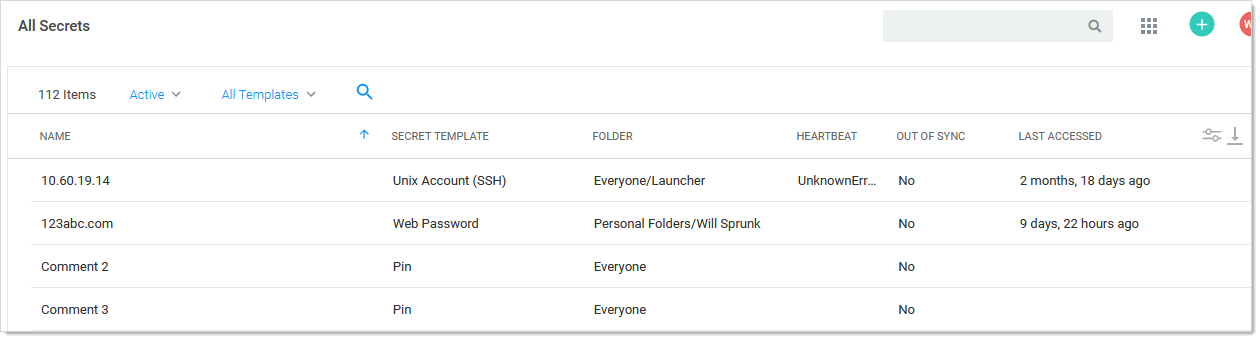 All Secrets
W
112 Items Active All Templates
NAME SECRET TEMPLATE FOLDER HEARTBEAT OUT OF SYNC LAST ACCESSED
10.60.19.14 Unix Account (SSH) Everyone/Launcher UnknownErr... No 2 months, 18 days ago
123abc.com Web Password Personal Folders/Will Sprunk No 9 days, 22 hours ago
Comment 2 Pin Everyone No
Comment 3 Pin Everyone No